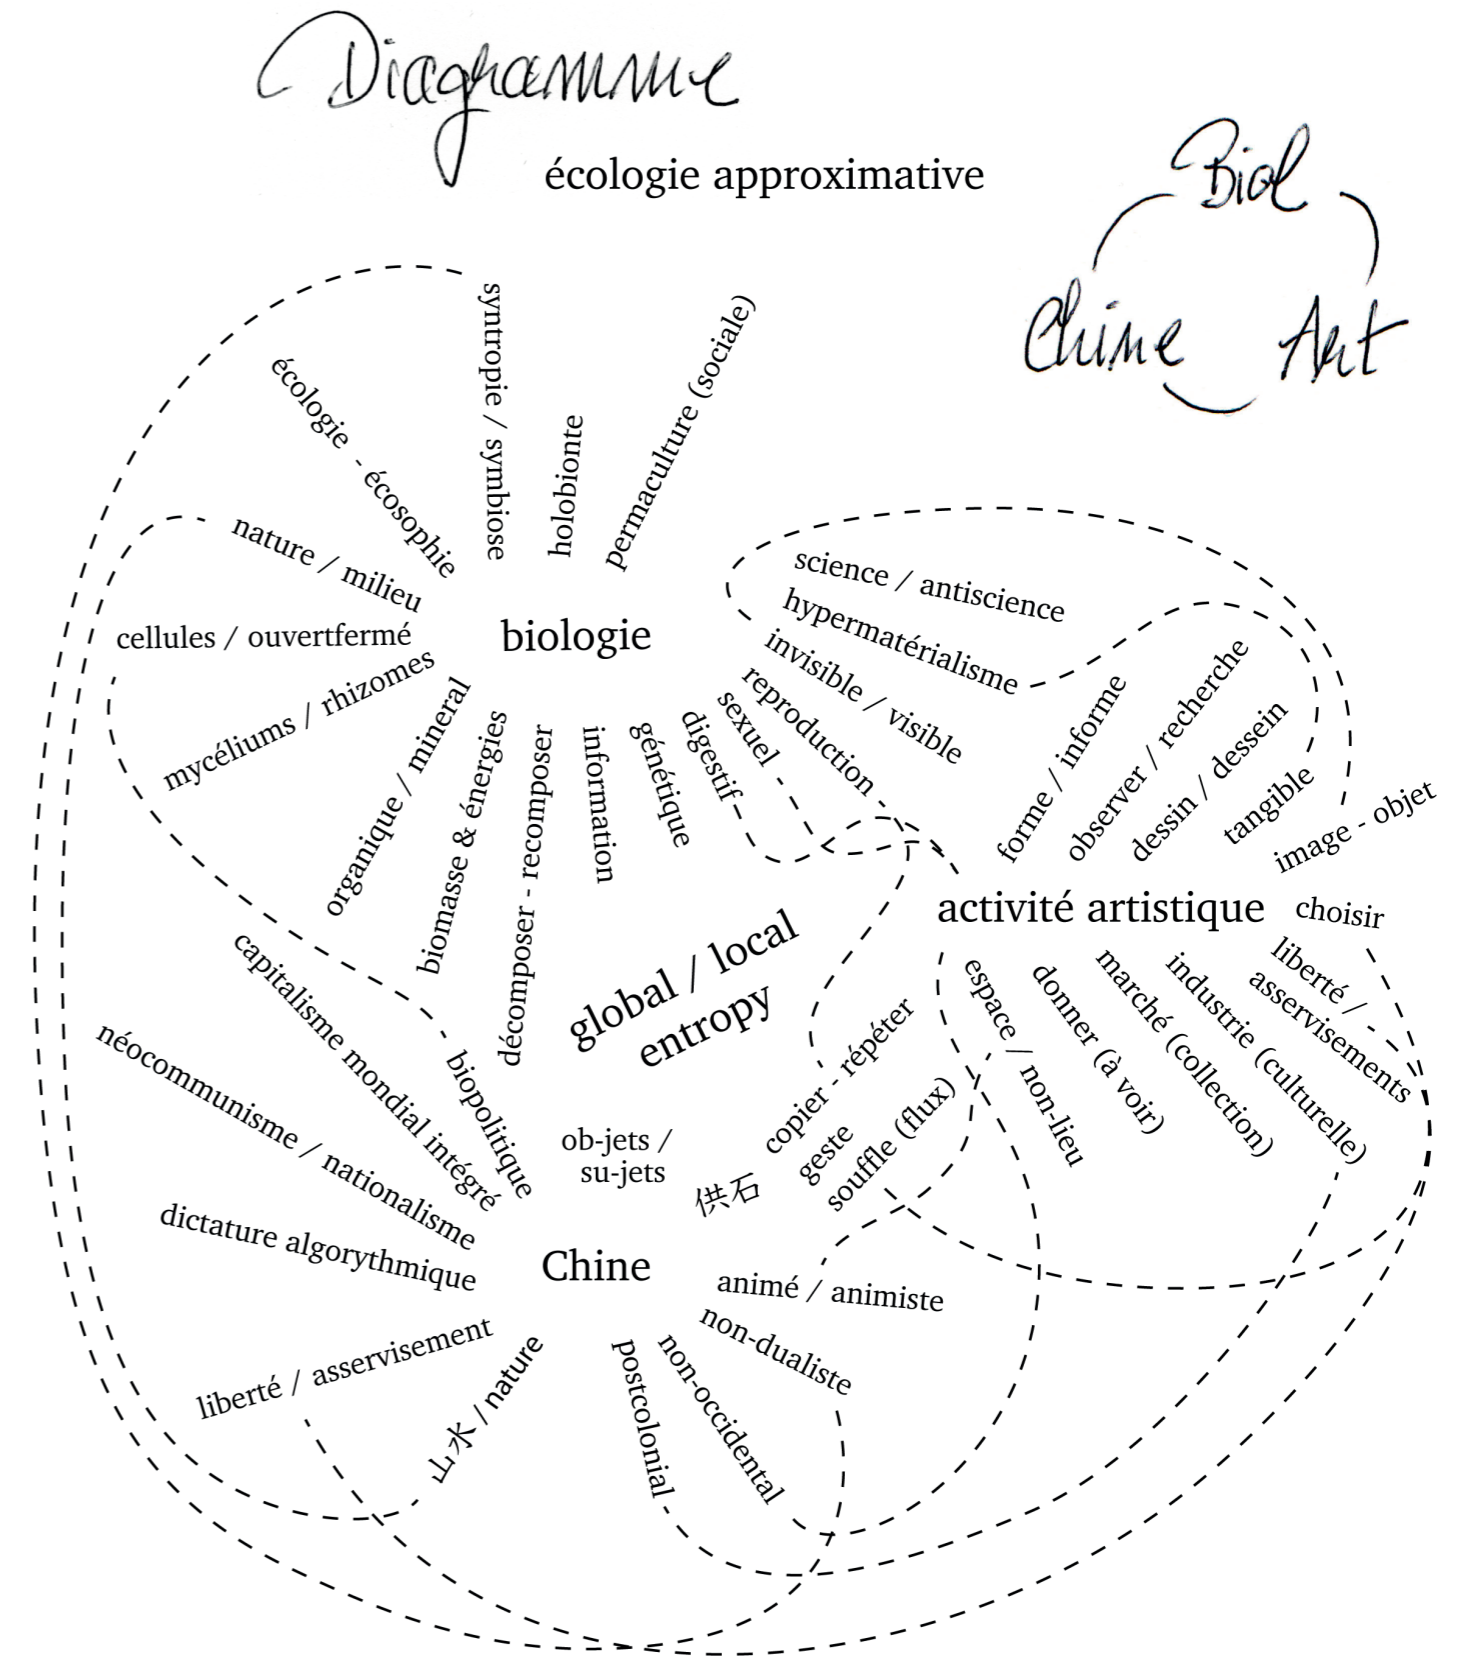 Diagramme
écologie approximative
Biol
Chine Art
syntropie / symbiose
écologie - écosophie
holobionte
permaculture (sociale)
nature / milieu
cellules / ouvertfermé
mycéliums / rhizomes
organique / mineral
biomasse & énergies
décomposer - recomposer
information
génétique
digestif
sexuel
reproduction
invisible / visible
hypermatérialisme
science / antiscience
biologie
forme / informe
observer / recherche
dessin / dessein
tangible
image - objet
activité artistique
choisir
liberté /
asservisements
industrie (culturelle)
marché (collection)
donner (à voir)
espace / non-lieu
global / local
entropy
capitalisme mondial intégré
néocommunisme / nationalisme
biopolitique
dictature algorythmique
liberté / asservisement
山水 / nature
ob-jets /
su-jets
供石
copier - répéter
geste
souffle (flux)
Chine
animé / animiste
non-dualiste
non-occidental
postcolonial